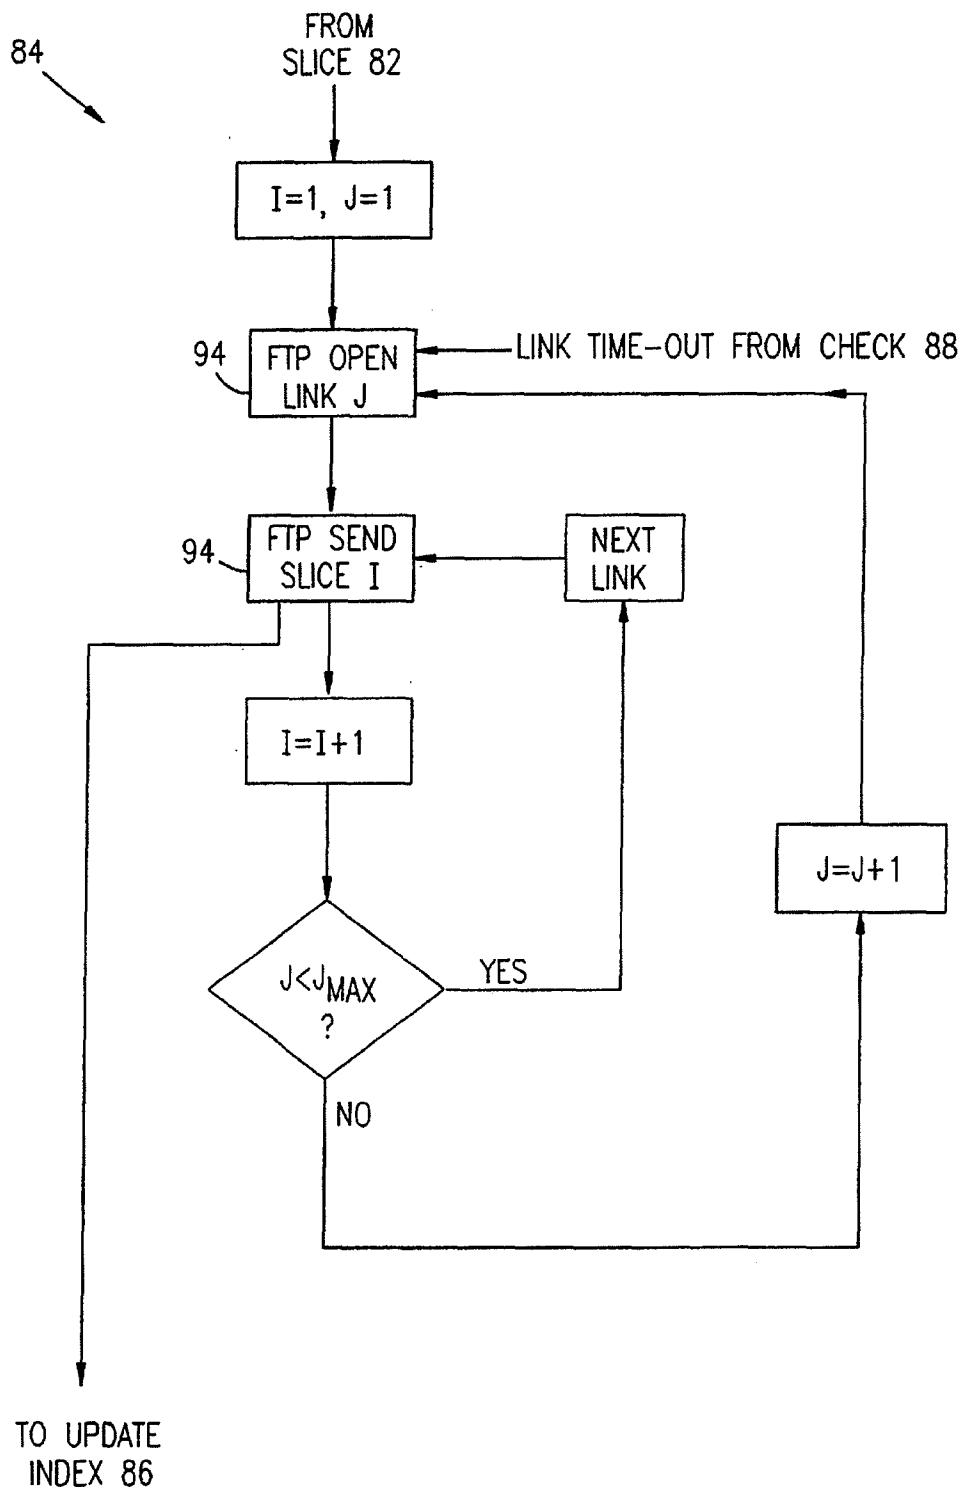 84
FROM
SLICE 82
I=1, J=1
94
FTP OPEN
LINK J
LINK TIME-OUT FROM CHECK 88
94
FTP SEND
SLICE I
NEXT
LINK
I=I+1
J=J+1
J<JMAX
?
YES
NO
TO UPDATE
INDEX 86